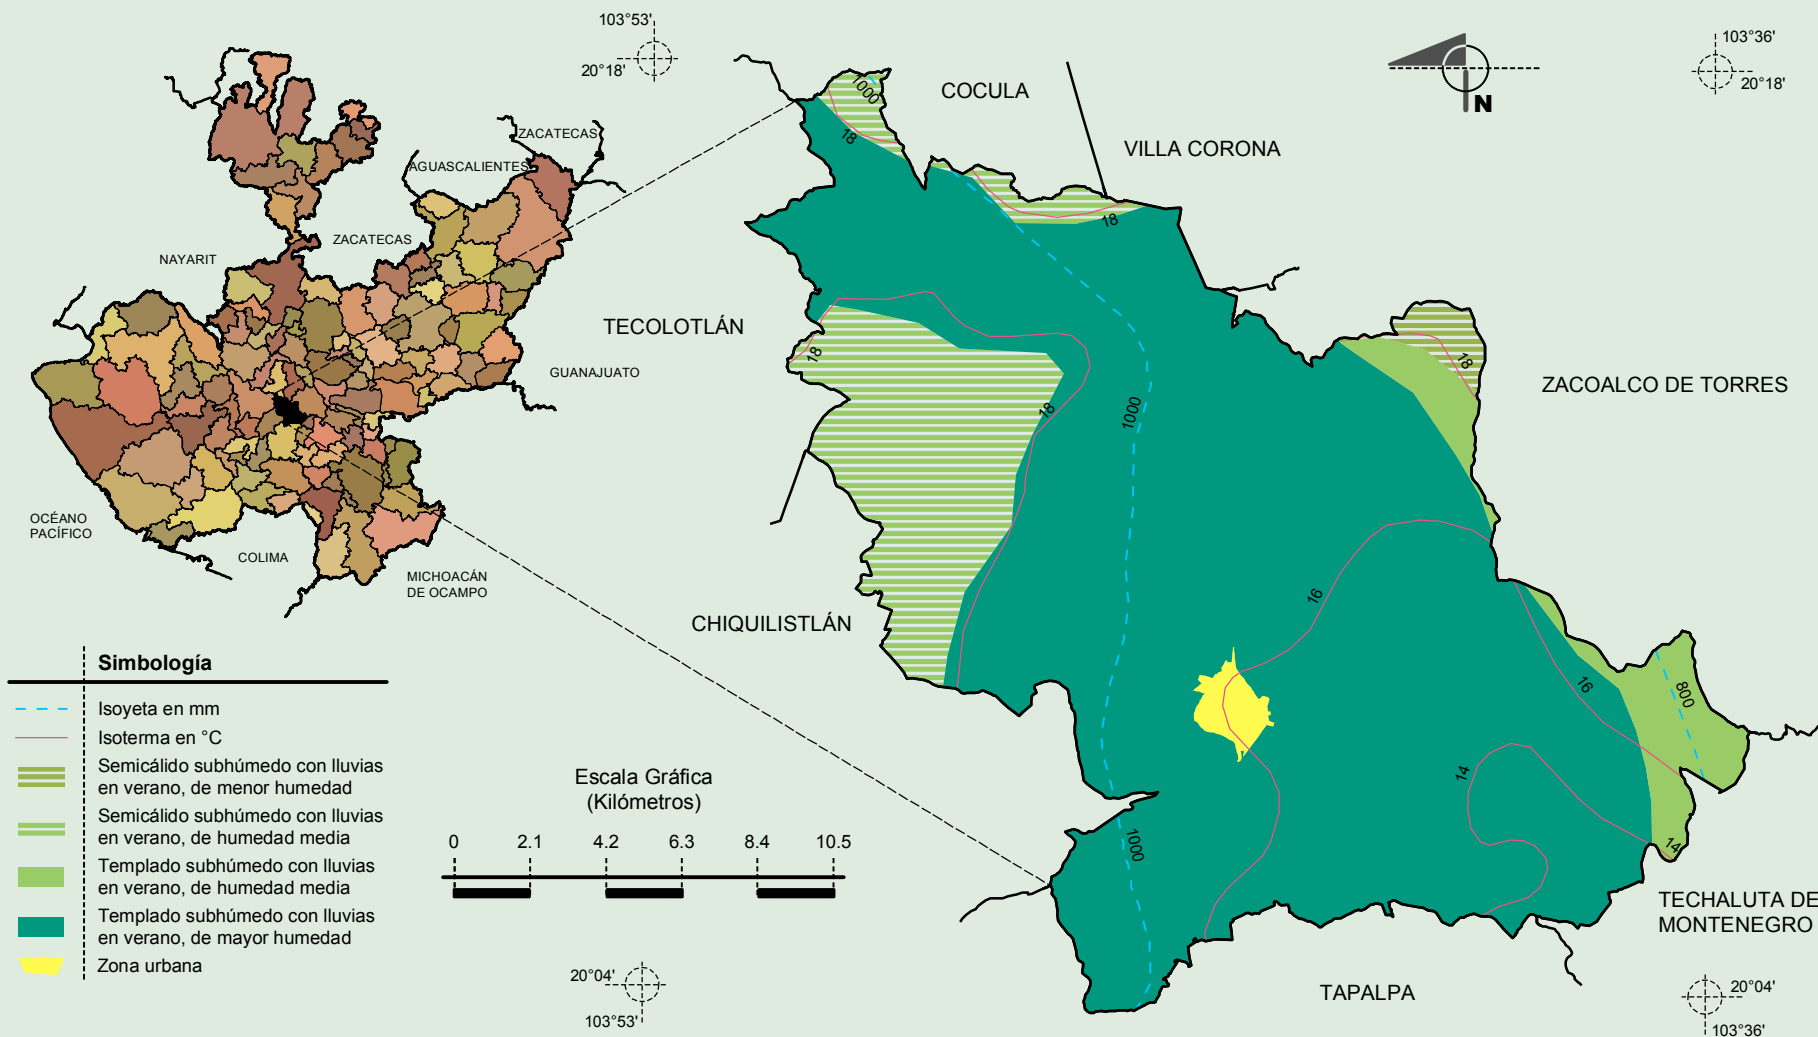 103°53'
20°18'
103°36'
20°18'
N
COCULA
VILLA CORONA
TECOLOTLÁN
ZACOALCO DE TORRES
CHIQUILISTLÁN
TECHALUTA DE
MONTENEGRO
TAPALPA
1000
18
18
18
18
18
1000
16
16
800
14
14
1000
ZACATECAS
AGUASCALIENTES
ZACATECAS
NAYARIT
GUANAJUATO
OCÉANO
PACÍFICO
COLIMA
MICHOACÁN
DE OCAMPO
Simbología
Isoyeta en mm
Isoterma en °C
Semicálido subhúmedo con lluvias
en verano, de menor humedad
Semicálido subhúmedo con lluvias
en verano, de humedad media
Templado subhúmedo con lluvias
en verano, de humedad media
Templado subhúmedo con lluvias
en verano, de mayor humedad
Zona urbana
Escala Gráfica
(Kilómetros)
0 2.1 4.2 6.3 8.4 10.5
20°04'
103°53'
20°04'
103°36'